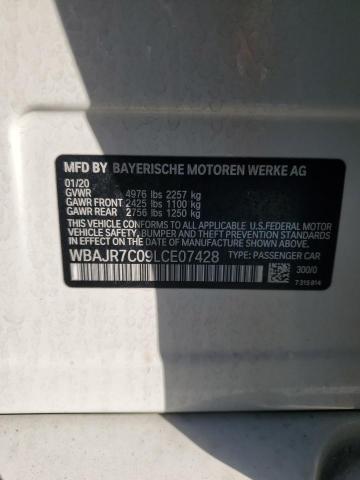 MFD BY BAYERISCHE MOTOREN WERKE AG
01/20
GVWR 4976 lbs 2257 kg
GAWR FRONT 2425 lbs 1100 kg
GAWR REAR 2756 lbs 1250 kg
THIS VEHICLE CONFORMS TO ALL APPLICABLE U.S.FEDERAL MOTOR
VEHICLE SAFETY, BUMPER, AND THEFT PREVENTION STANDARDS
IN EFFECT ON THE DATE OF MANUFACTURE SHOWN ABOVE.
WBAJR7C09LCE07428 TYPE: PASSENGER CAR
300/0
7 315 814